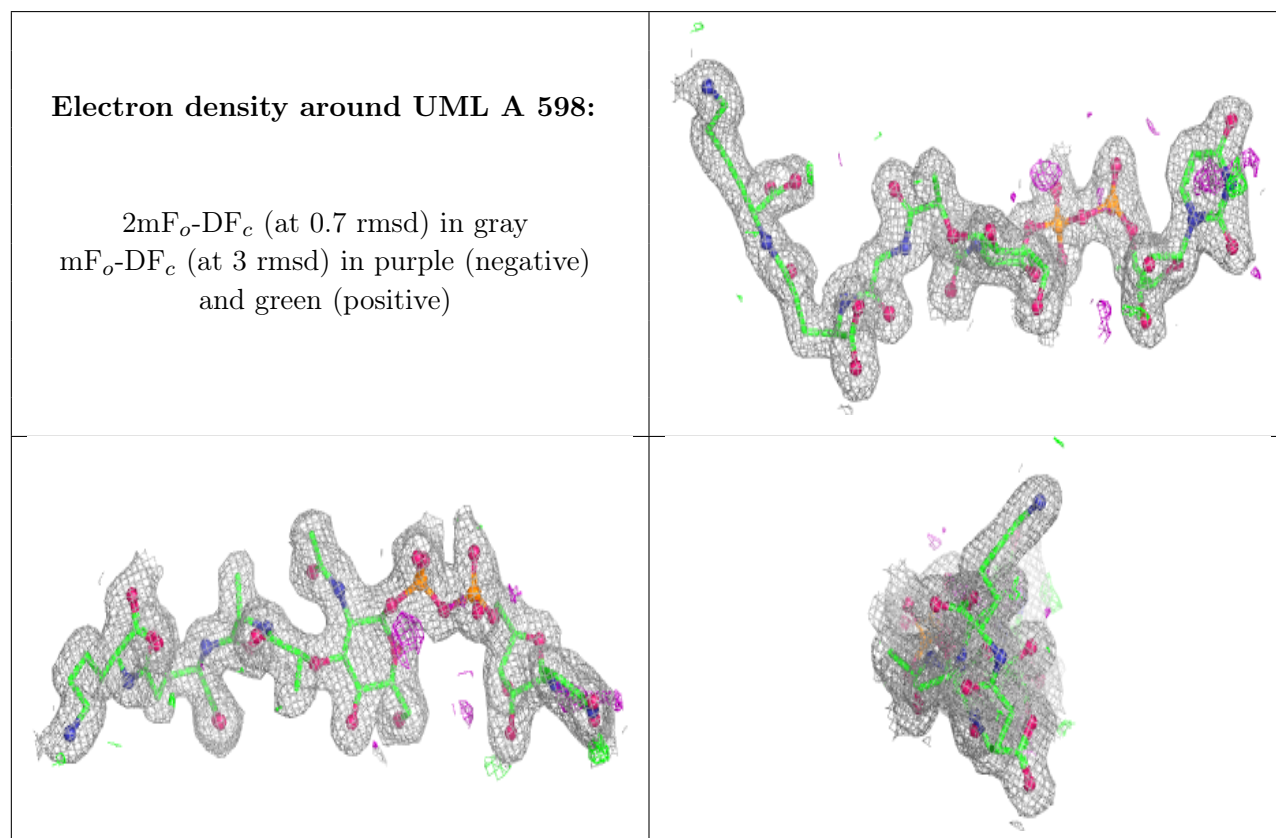 Electron density around UML A 598:
2mFo-DFc (at 0.7 rmsd) in gray
mFo-DFc (at 3 rmsd) in purple (negative)
and green (positive)